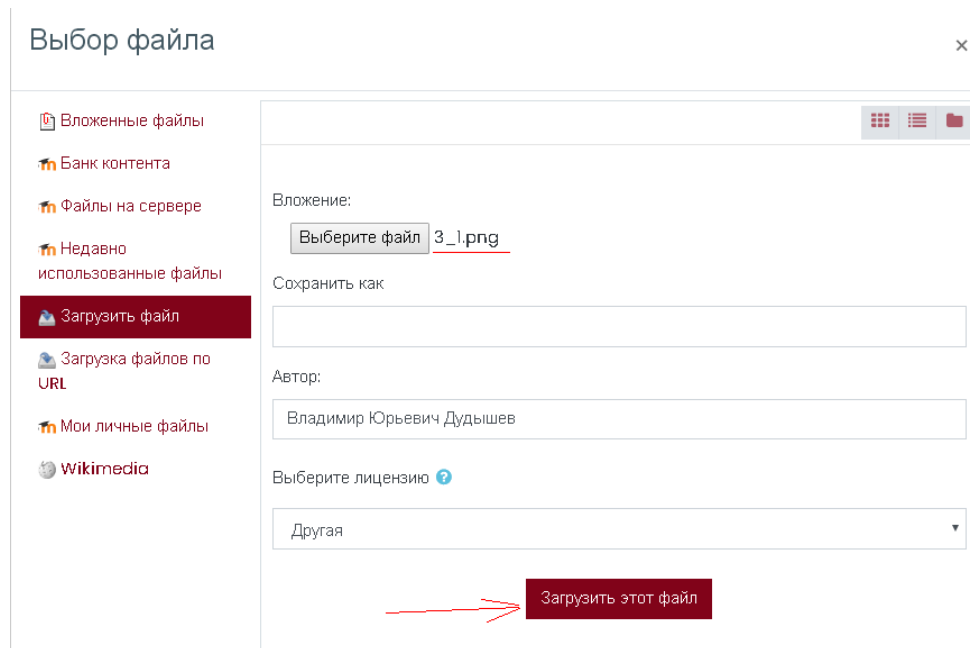 Выбор файла
×
Вложенные файлы
Банк контента
Файлы на сервере
Недавно
использованные файлы
Загрузить файл
Загрузка файлов по
URL
Мои личные файлы
Wikimedia
Вложение:
Выберите файл 3_1.png
Сохранить как
Автор:
Владимир Юрьевич Дудышев
Выберите лицензию ?
Другая
Загрузить этот файл